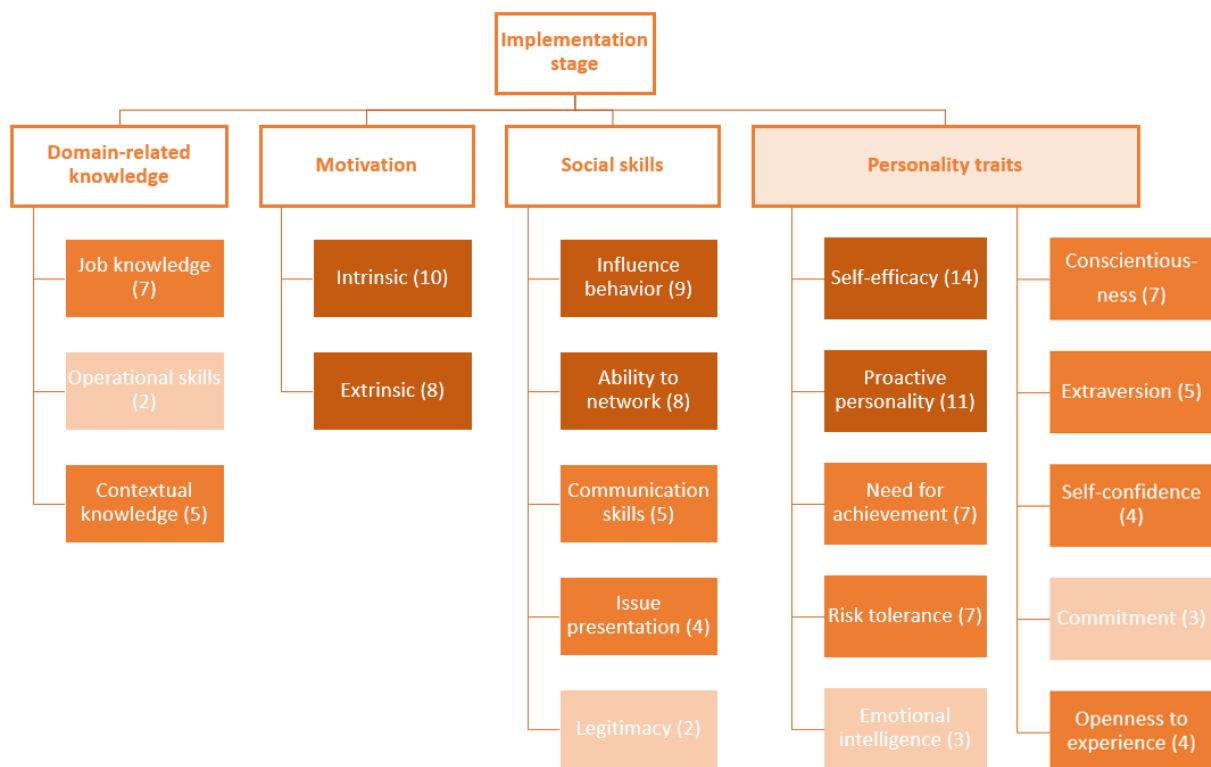 Implementation
stage
Domain-related
knowledge
Motivation
Social skills
Personality traits
Job knowledge
(7)
Operational skills
(2)
Contextual
knowledge (5)
Intrinsic (10)
Extrinsic (8)
Influence
behavior (9)
Ability to
network (8)
Communication
skills (5)
Issue
presentation (4)
Legitimacy (2)
Self-efficacy (14)
Proactive
personality (11)
Need for
achievement (7)
Risk tolerance (7)
Emotional
intelligence (3)
Conscientious-
ness (7)
Extraversion (5)
Self-confidence
(4)
Commitment (3)
Openness to
experience (4)